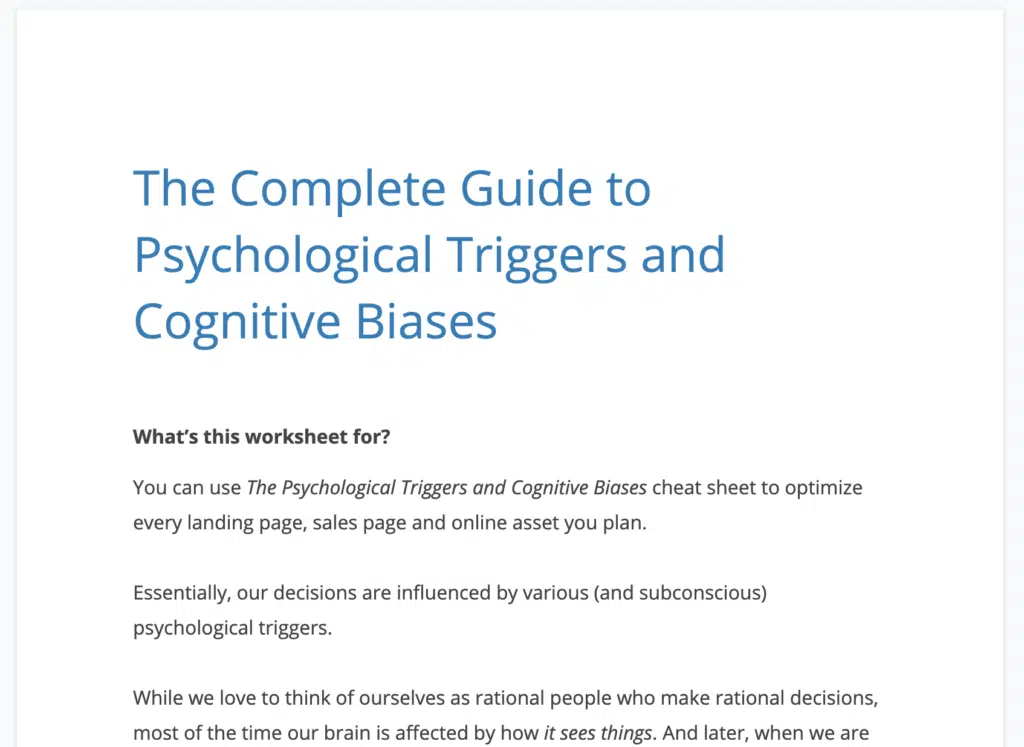 The Complete Guide to
Psychological Triggers and
Cognitive Biases
What’s this worksheet for?
You can use The Psychological Triggers and Cognitive Biases cheat sheet to optimize
every landing page, sales page and online asset you plan.
Essentially, our decisions are influenced by various (and subconscious)
psychological triggers.
While we love to think of ourselves as rational people who make rational decisions,
most of the time our brain is affected by how it sees things. And later, when we are